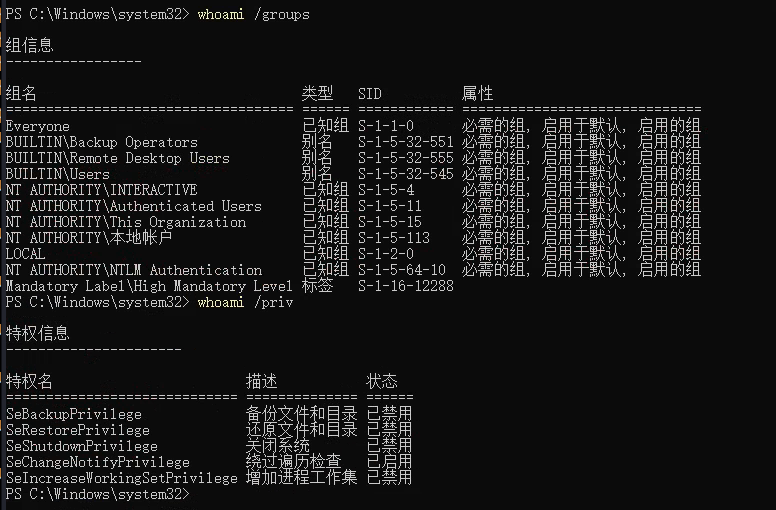 PS C:\Windows\system32> whoami /groups
组信息
-----------------
组名 类型 SID 属性
==================================== ====== ============ ==============================
Everyone 已知组 S-1-1-0 必需的组, 启用于默认, 启用的组
BUILTIN\Backup Operators 别名 S-1-5-32-551 必需的组, 启用于默认, 启用的组
BUILTIN\Remote Desktop Users 别名 S-1-5-32-555 必需的组, 启用于默认, 启用的组
BUILTIN\Users 别名 S-1-5-32-545 必需的组, 启用于默认, 启用的组
NT AUTHORITY\INTERACTIVE 已知组 S-1-5-4 必需的组, 启用于默认, 启用的组
NT AUTHORITY\Authenticated Users 已知组 S-1-5-11 必需的组, 启用于默认, 启用的组
NT AUTHORITY\This Organization 已知组 S-1-5-15 必需的组, 启用于默认, 启用的组
NT AUTHORITY\本地帐户 已知组 S-1-5-113 必需的组, 启用于默认, 启用的组
LOCAL 已知组 S-1-2-0 必需的组, 启用于默认, 启用的组
NT AUTHORITY\NTLM Authentication 已知组 S-1-5-64-10 必需的组, 启用于默认, 启用的组
Mandatory Label\High Mandatory Level 标签 S-1-16-12288
PS C:\Windows\system32> whoami /priv
特权信息
----------------------
特权名 描述 状态
============================= ============== ======
SeBackupPrivilege 备份文件和目录 已禁用
SeRestorePrivilege 还原文件和目录 已禁用
SeShutdownPrivilege 关闭系统 已禁用
SeChangeNotifyPrivilege 绕过遍历检查 已启用
SeIncreaseWorkingSetPrivilege 增加进程工作集 已禁用
PS C:\Windows\system32>